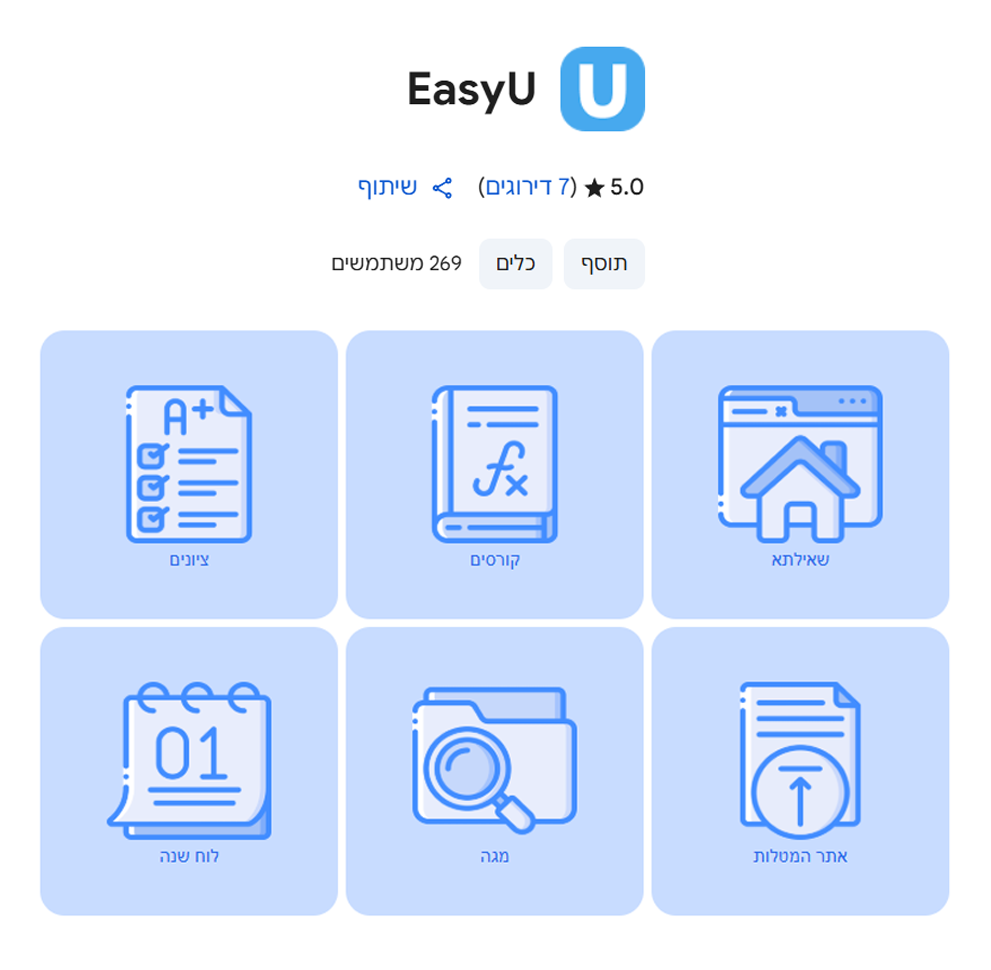 U EasyU
5.0 ★ (7 דירוגים) שיתוף
תוסף כלים 269 משתמשים
A+ fx
שאילתא קורסים ציונים
01
אתר המטלות מגה לוח שנה